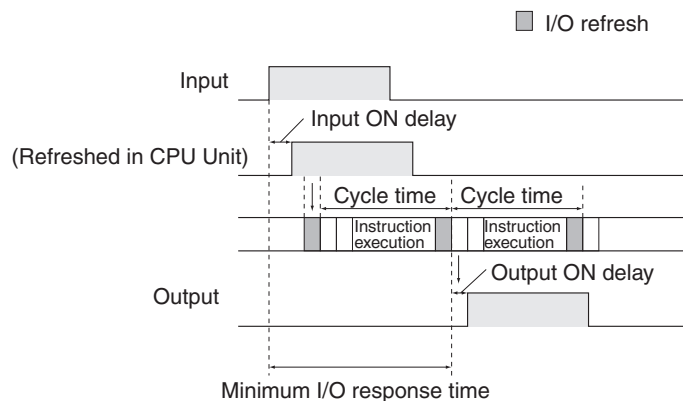 I/O refresh
Input
Input ON delay
(Refreshed in CPU Unit)
Cycle time
Cycle time
Instruction
execution
Instruction
execution
Output ON delay
Output
Minimum I/O response time